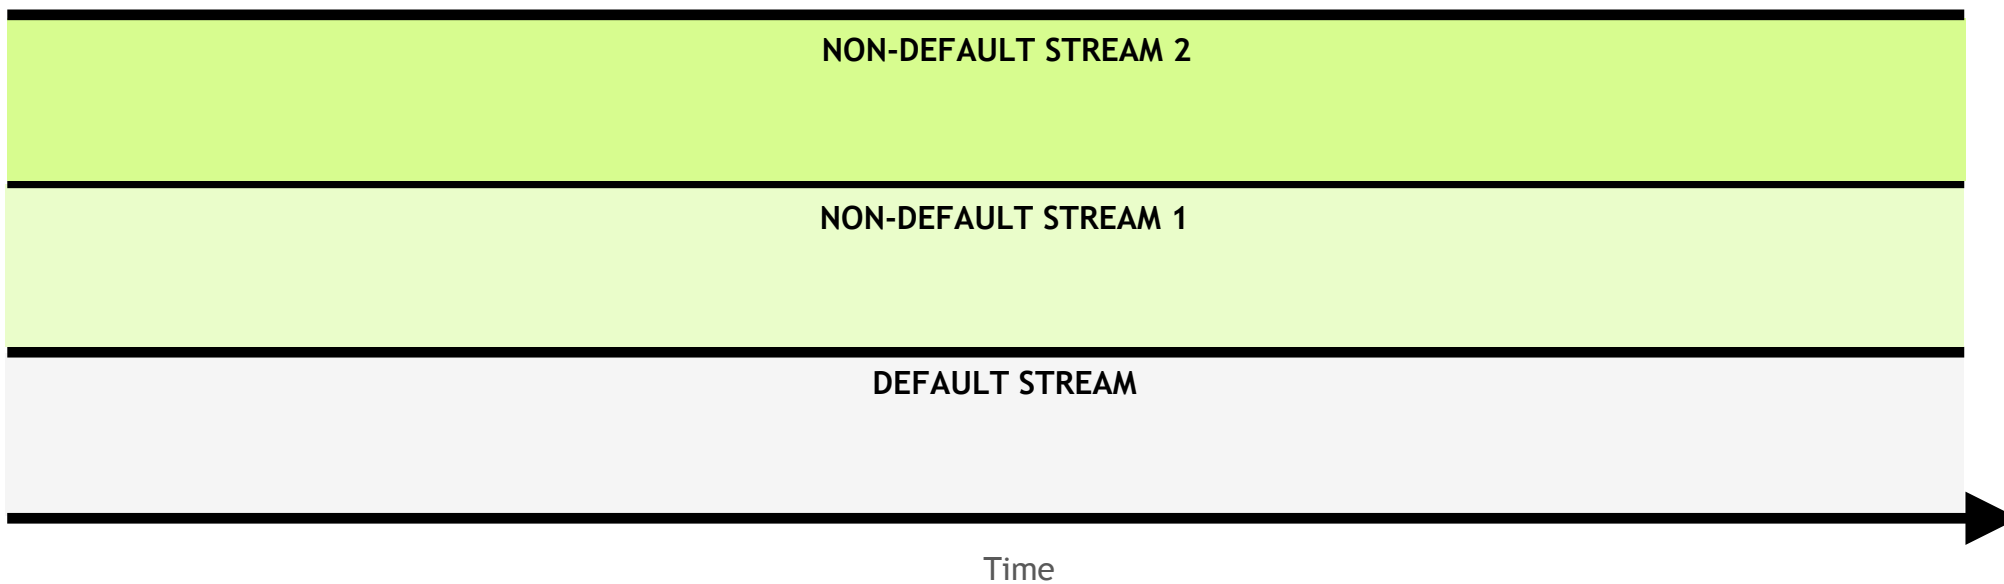 NON-DEFAULT STREAM 2
NON-DEFAULT STREAM 1
DEFAULT STREAM
Time